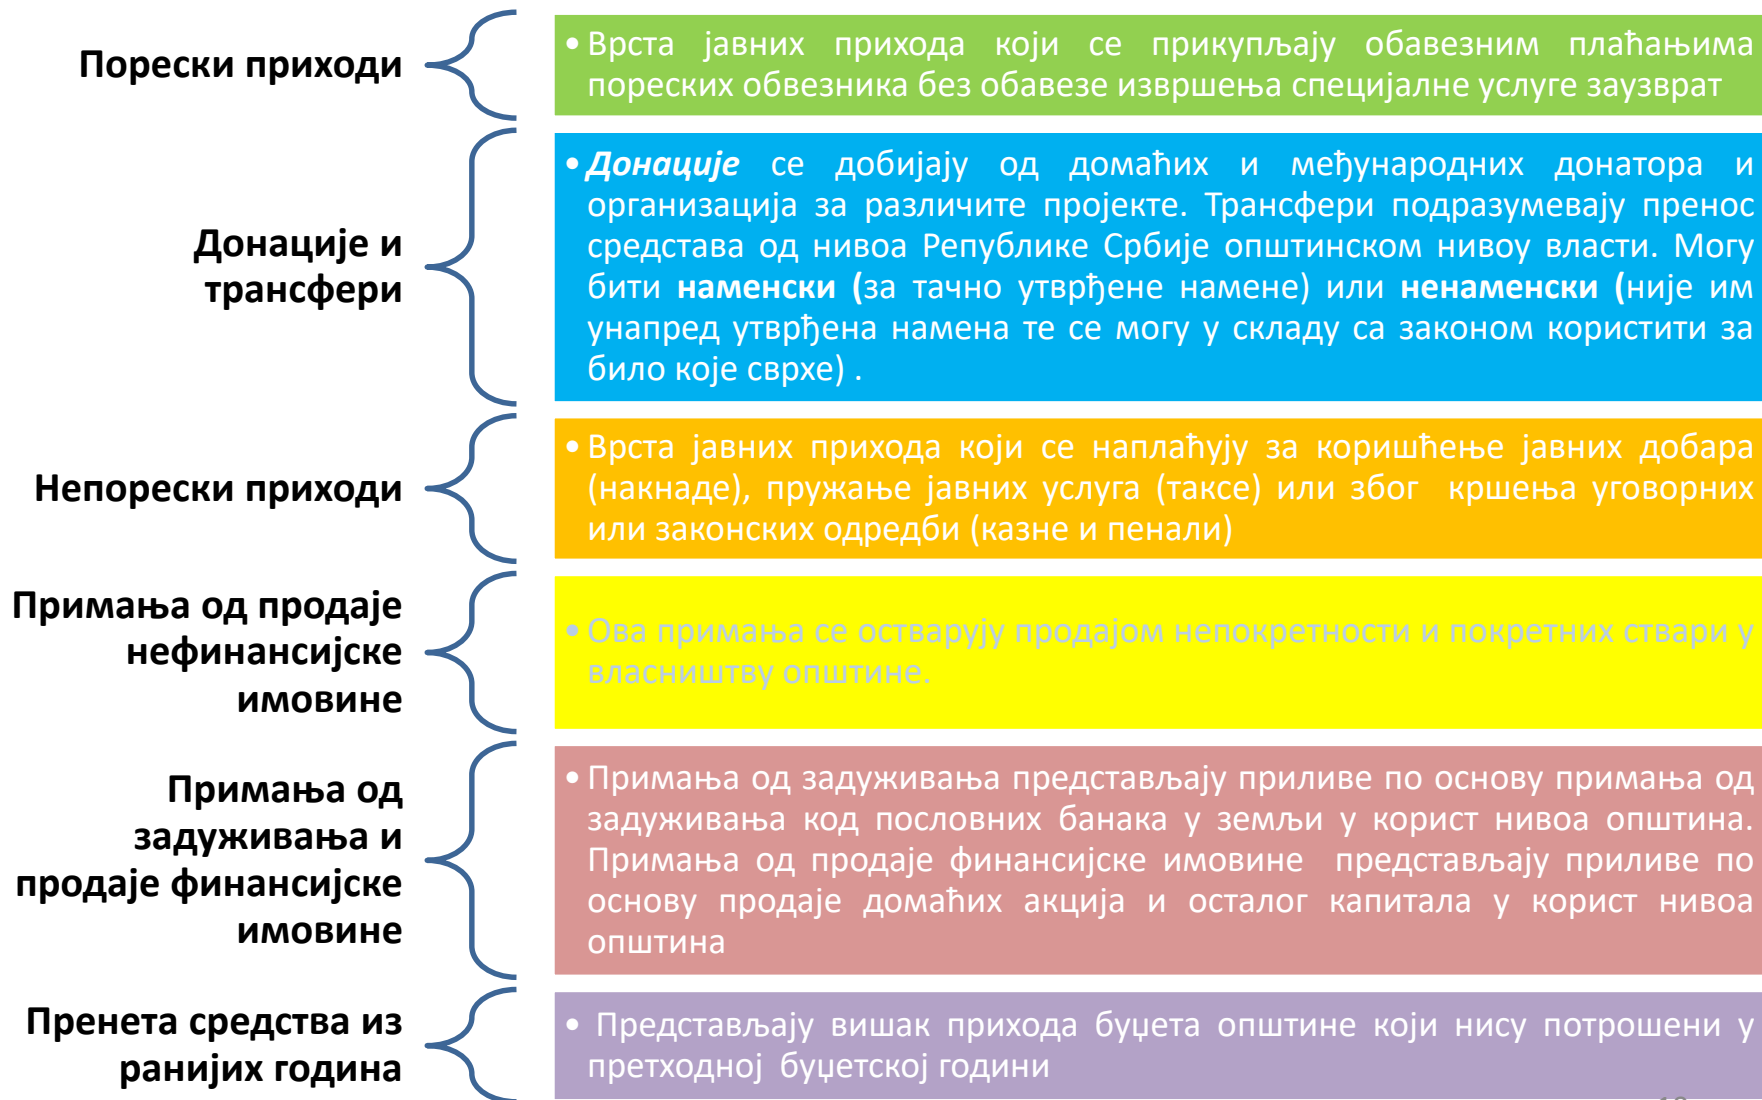 Порески приходи
• Врста јавних прихода који се прикупљају обавезним плаћањима
пореских обвезника без обавезе извршења специјалне услуге заузврат
Донације и
трансфери
• Донације се добијају од домаћих и међународних донатора и
организација за различите пројекте. Трансфери подразумевају пренос
средстава од нивоа Републике Србије општинском нивоу власти. Могу
бити наменски (за тачно утврђене намене) или ненаменски (није им
унапред утврђена намена те се могу у складу са законом користити за
било које сврхе) .
Непорески приходи
• Врста јавних прихода који се наплаћују за коришћење јавних добара
(накнаде), пружање јавних услуга (таксе) или због кршења уговорних
или законских одредби (казне и пенали)
Примања од продаје
нефинансијске
имовине
• Ова примања се остварују продајом непокретности и покретних ствари у
власништву општине.
Примања од
задуживања и
продаје финансијске
имовине
• Примања од задуживања представљају приливе по основу примања од
задуживања код пословних банака у земљи у корист нивоа општина.
Примања од продаје финансијске имовине представљају приливе по
основу продаје домаћих акција и осталог капитала у корист нивоа
општина
Пренета средства из
ранијих година
• Представљају вишак прихода буџета општине који нису потрошени у
претходној буџетској години